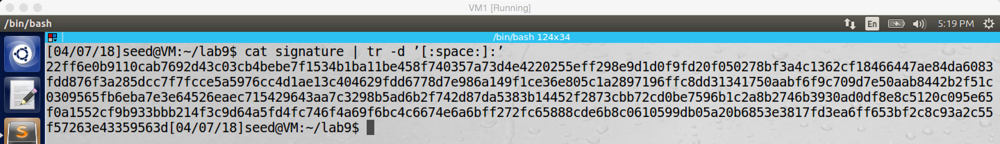 VM1 [Running]
/bin/bash
En
5:19 PM
/bin/bash 124x34
[04/07/18]seed@VM:~/lab9$ cat signature | tr -d ’[:space:]:’
22ff6e0b9110cab7692d43c03cb4bebe7f1534b1ba11be458f740357a73d4e4220255eff298e9d1d0f9fd20f050278bf3a4c1362cf18466447ae84da6083
fdd876f3a285dcc7f7fcce5a5976cc4d1ae13c404629fdd6778d7e986a149f1ce36e805c1a2897196ffc8dd31341750aabf6f9c709d7e50aab8442b2f51c
0309565fb6eba7e3e64526eaec715429643aa7c3298b5ad6b2f742d87da5383b14452f2873cbb72cd0be7596b1c2a8b2746b3930ad0df8e8c5120c095e65
f0a1552cf9b933bbb214f3c9d64a5fd4fc746f4a69f6bc4c6674e6a6bff272fc65888cde6b8c0610599db05a20b6853e3817fd3ea6ff653bf2c8c93a2c55
f57263e43359563d[04/07/18]seed@VM:~/lab9$
S